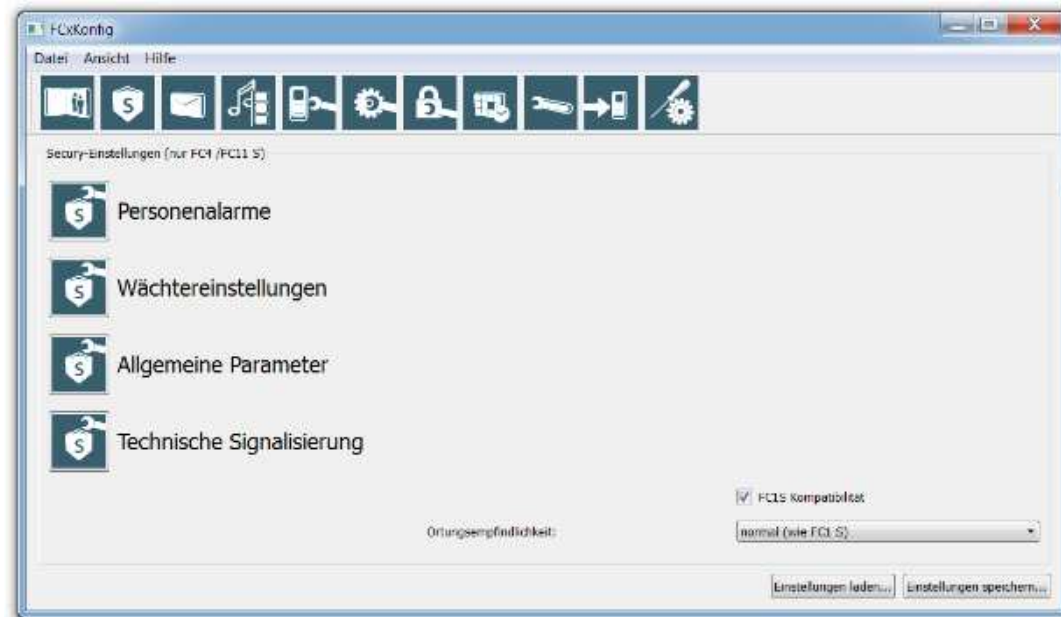 FCxKonfig
Datei Ansicht Hilfe
Secury-Einstellungen (nur FC4 /FC11 S)
S Personenalarme
S Wächtereinstellungen
S Allgemeine Parameter
S Technische Signalisierung
FC1S Kompatibilität
Ortungsempfindlichkeit: normal (wie FC1 S)
Einstellungen laden... Einstellungen speichern...